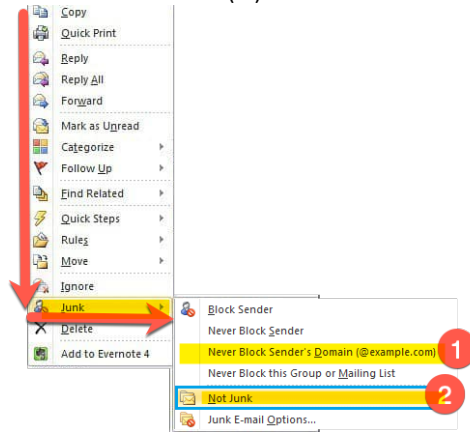 Copy
Quick Print
Reply
Reply All
Forward
Mark as Unread
Categorize
Follow Up
Find Related
Quick Steps
Rules
Move
Ignore
Junk
Delete
Add to Evernote 4
Block Sender
Never Block Sender
Never Block Sender's Domain (@example.com)
1
Never Block this Group or Mailing List
Not Junk
2
Junk E-mail Options...